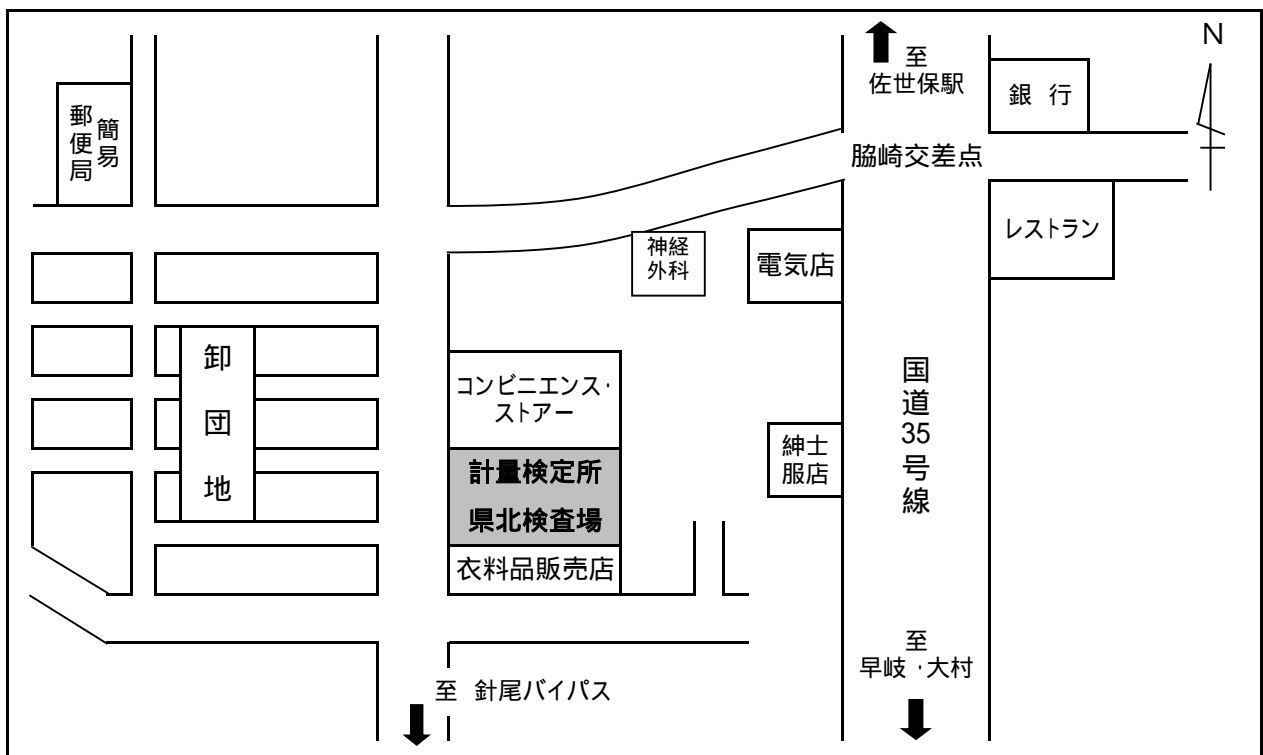 至
佐世保駅
N
銀 行
簡易
郵便局
脇崎交差点
レストラン
神経
外科
電気店
卸団地
コンビニエンス・
ストアー
国道35号線
紳士
服店
計量検定所
県北検査場
衣料品販売店
至
早岐・大村
至 針尾バイパス